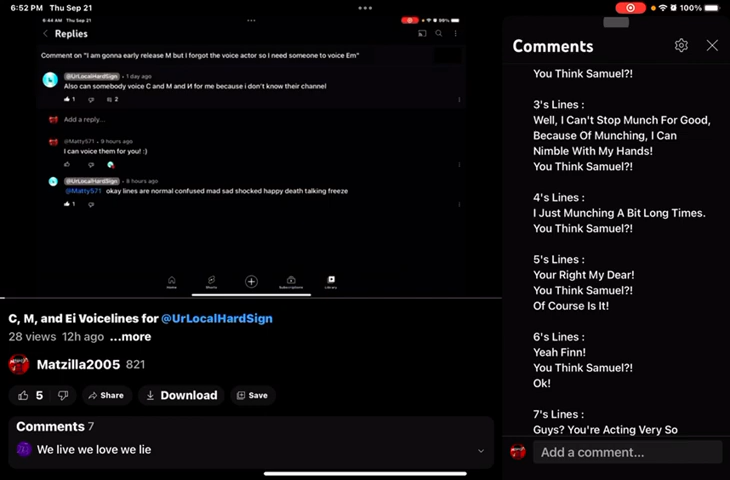 6:52 PM Thu Sep 21
100%
9:44 AM Thu Sep 21
100%
Replies
Comment on "I am gonna early release M but I forgot the voice actor so I need someone to voice Em"
@UrLocalHardSign • 1 day ago
Also can somebody voice C and M and И for me because i don't know their channel
1 2
Add a reply...
@Matty571 • 9 hours ago
I can voice them for you! :)
@UrLocalHardSign • 8 hours ago
@Matty571 okay lines are normal confused mad sad shocked happy death talking freeze
1
Home Shorts Subscriptions Library
C, M, and Ei Voicelines for @UrLocalHardSign
28 views 12h ago ...more
Matzilla2005 821
5 Share Download Save
Comments 7
We live we love we lie
Comments
You Think Samuel?!
3's Lines :
Well, I Can't Stop Munch For Good,
Because Of Munching, I Can
Nimble With My Hands!
You Think Samuel?!
4's Lines :
I Just Munching A Bit Long Times.
You Think Samuel?!
5's Lines :
Your Right My Dear!
You Think Samuel?!
Of Course Is It!
6's Lines :
Yeah Finn!
You Think Samuel?!
Ok!
7's Lines :
Guys? You're Acting Very So
Add a comment...